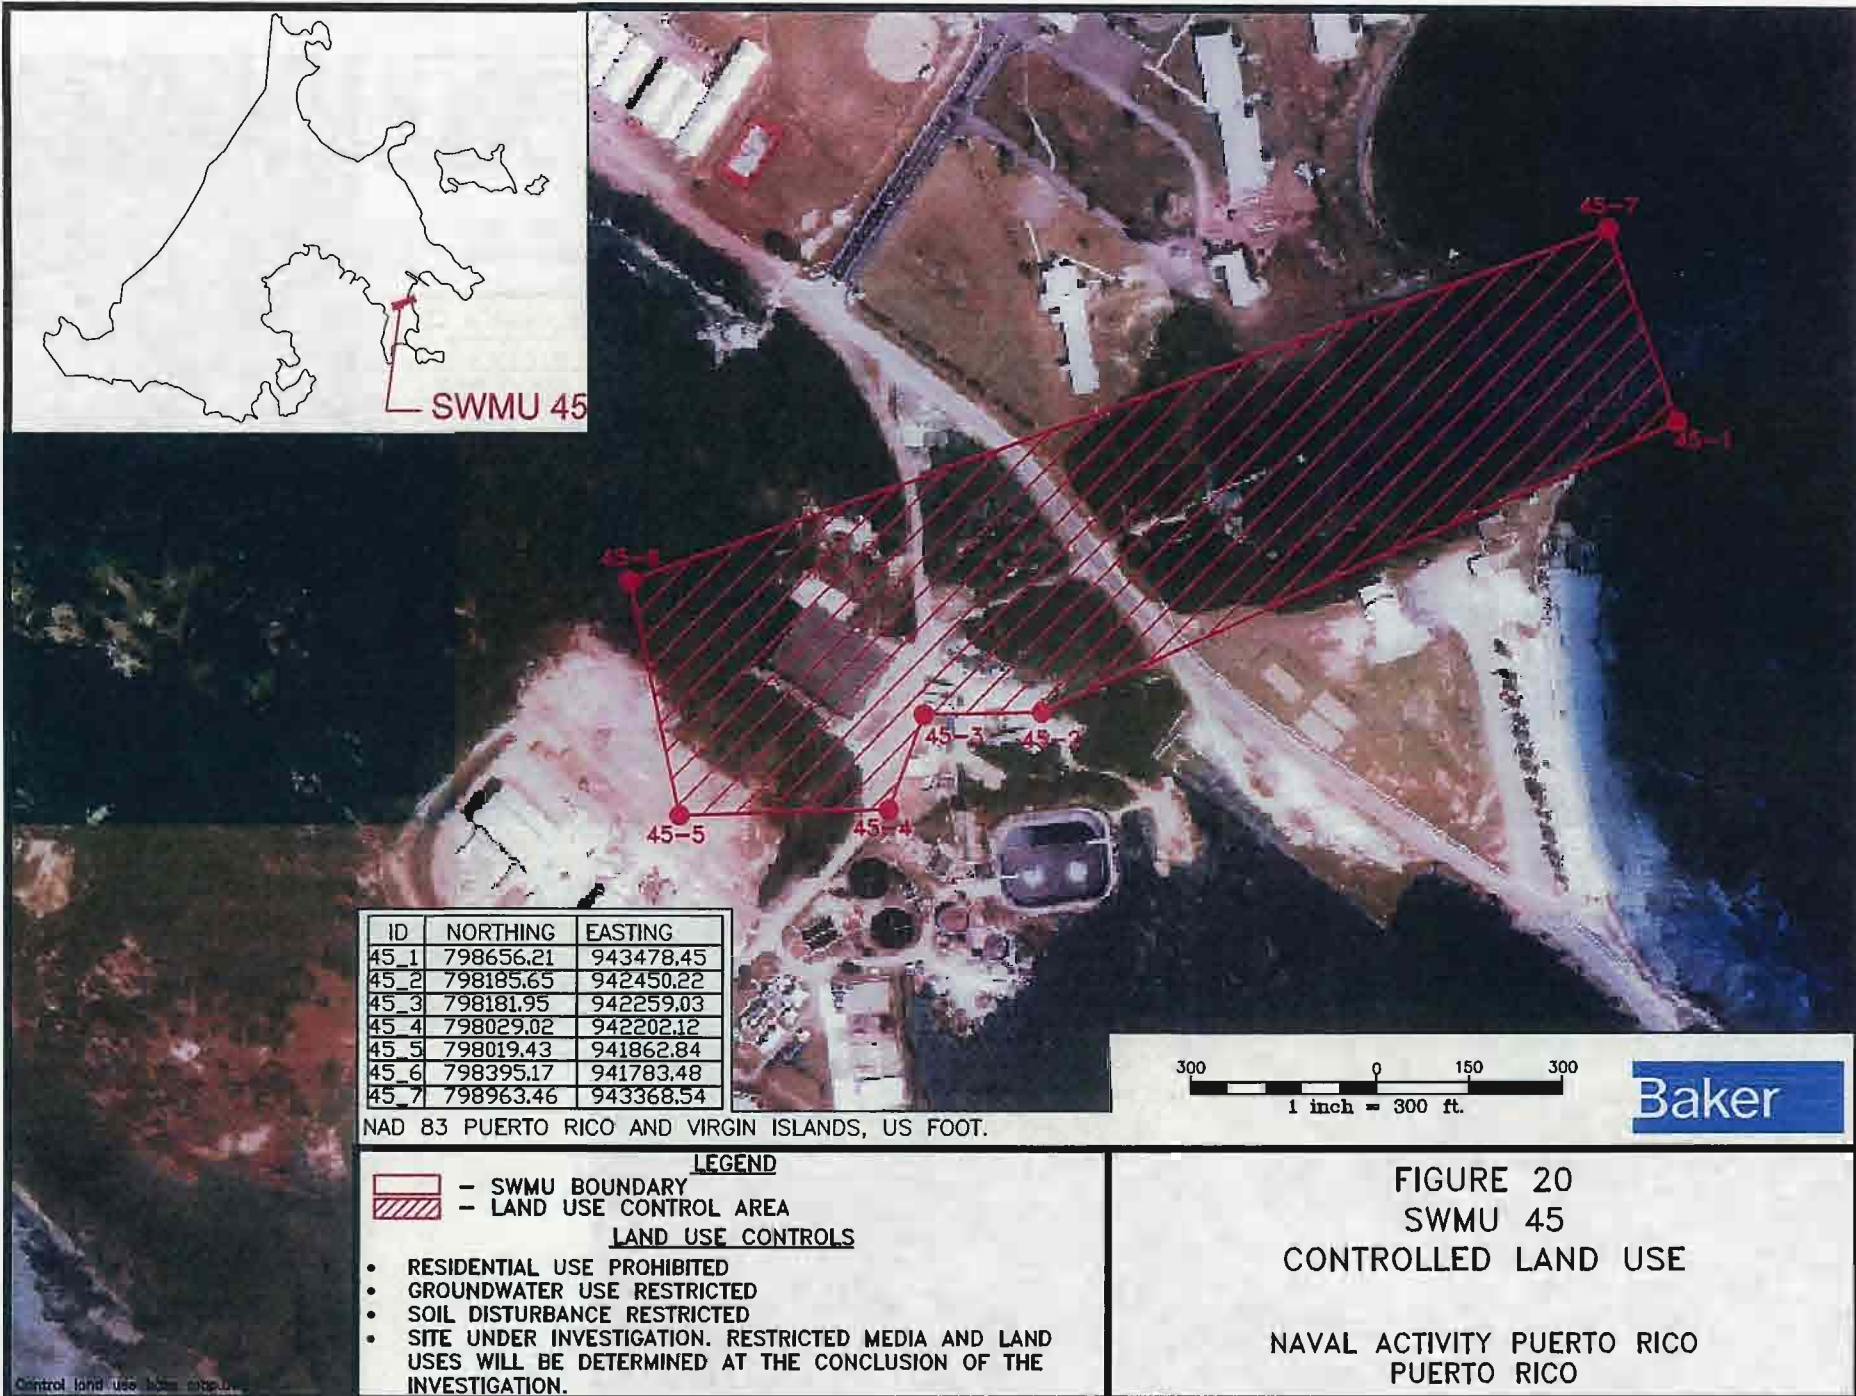 SWMU 45
45-7
45-1
45-3
45-2
45-5
45-4
ID NORTHING EASTING
45_1 798656.21 943478.45
45_2 798185.65 942450.22
45_3 798181.95 942259.03
45_4 798029.02 942202.12
45_5 798019.43 941862.84
45_6 798395.17 941783.48
45_7 798963.46 943368.54
NAD 83 PUERTO RICO AND VIRGIN ISLANDS, US FOOT.
300 0 150 300
1 inch = 300 ft.
Baker
LEGEND
- SWMU BOUNDARY
- LAND USE CONTROL AREA
LAND USE CONTROLS
• RESIDENTIAL USE PROHIBITED
• GROUNDWATER USE RESTRICTED
• SOIL DISTURBANCE RESTRICTED
• SITE UNDER INVESTIGATION. RESTRICTED MEDIA AND LAND
USES WILL BE DETERMINED AT THE CONCLUSION OF THE
INVESTIGATION.
FIGURE 20
SWMU 45
CONTROLLED LAND USE
NAVAL ACTIVITY PUERTO RICO
PUERTO RICO
Control land use